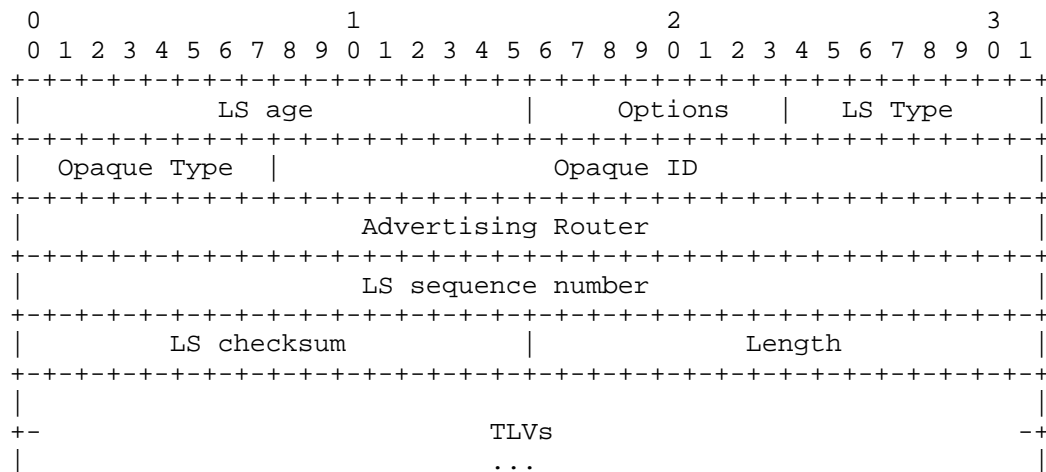 0                   1                   2                   3
 0 1 2 3 4 5 6 7 8 9 0 1 2 3 4 5 6 7 8 9 0 1 2 3 4 5 6 7 8 9 0 1
+-+-+-+-+-+-+-+-+-+-+-+-+-+-+-+-+-+-+-+-+-+-+-+-+-+-+-+-+-+-+-+-+
|            LS age             |     Options   |   LS Type     |
+-+-+-+-+-+-+-+-+-+-+-+-+-+-+-+-+-+-+-+-+-+-+-+-+-+-+-+-+-+-+-+-+
|  Opaque Type  |                 Opaque ID                     |
+-+-+-+-+-+-+-+-+-+-+-+-+-+-+-+-+-+-+-+-+-+-+-+-+-+-+-+-+-+-+-+-+
|                     Advertising Router                        |
+-+-+-+-+-+-+-+-+-+-+-+-+-+-+-+-+-+-+-+-+-+-+-+-+-+-+-+-+-+-+-+-+
|                     LS sequence number                        |
+-+-+-+-+-+-+-+-+-+-+-+-+-+-+-+-+-+-+-+-+-+-+-+-+-+-+-+-+-+-+-+-+
|         LS checksum           |             Length            |
+-+-+-+-+-+-+-+-+-+-+-+-+-+-+-+-+-+-+-+-+-+-+-+-+-+-+-+-+-+-+-+-+
|                                                               |
+-                            TLVs                             -+
|                             ...                               |